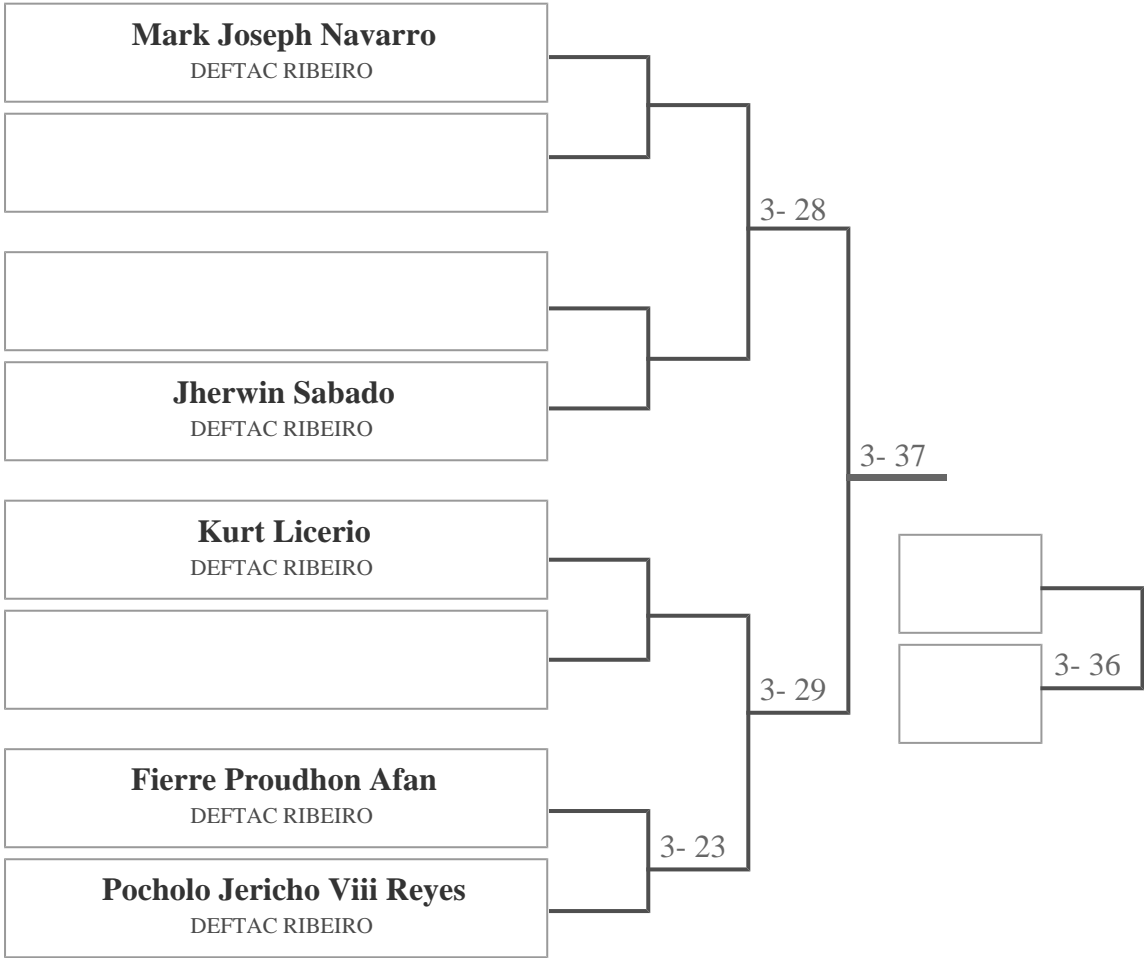 Mark Joseph Navarro
DEFTAC RIBEIRO
3- 28
Jherwin Sabado
DEFTAC RIBEIRO
3- 37
Kurt Licerio
DEFTAC RIBEIRO
3- 36
3- 29
Fierre Proudhon Afan
DEFTAC RIBEIRO
3- 23
Pocholo Jericho Viii Reyes
DEFTAC RIBEIRO